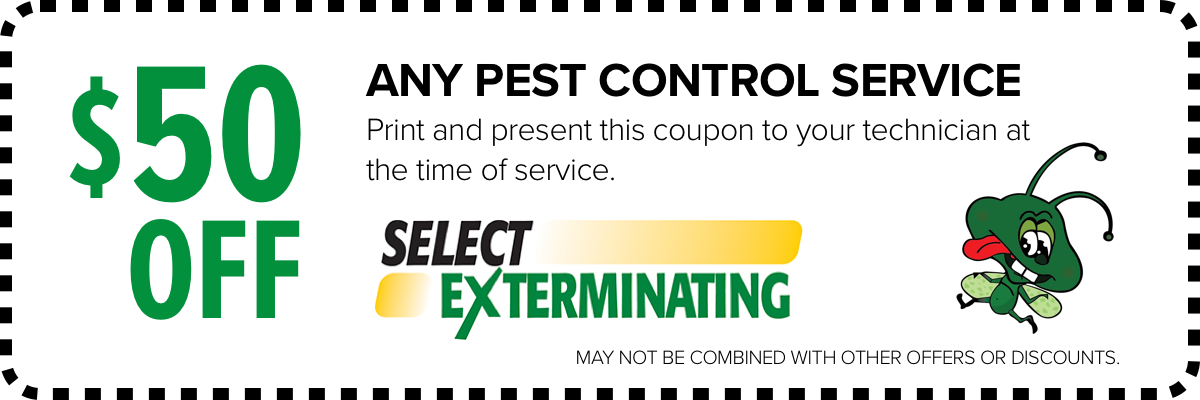 $50
OFF
ANY PEST CONTROL SERVICE
Print and present this coupon to your technician at
the time of service.
SELECT
EXTERMINATING
MAY NOT BE COMBINED WITH OTHER OFFERS OR DISCOUNTS.